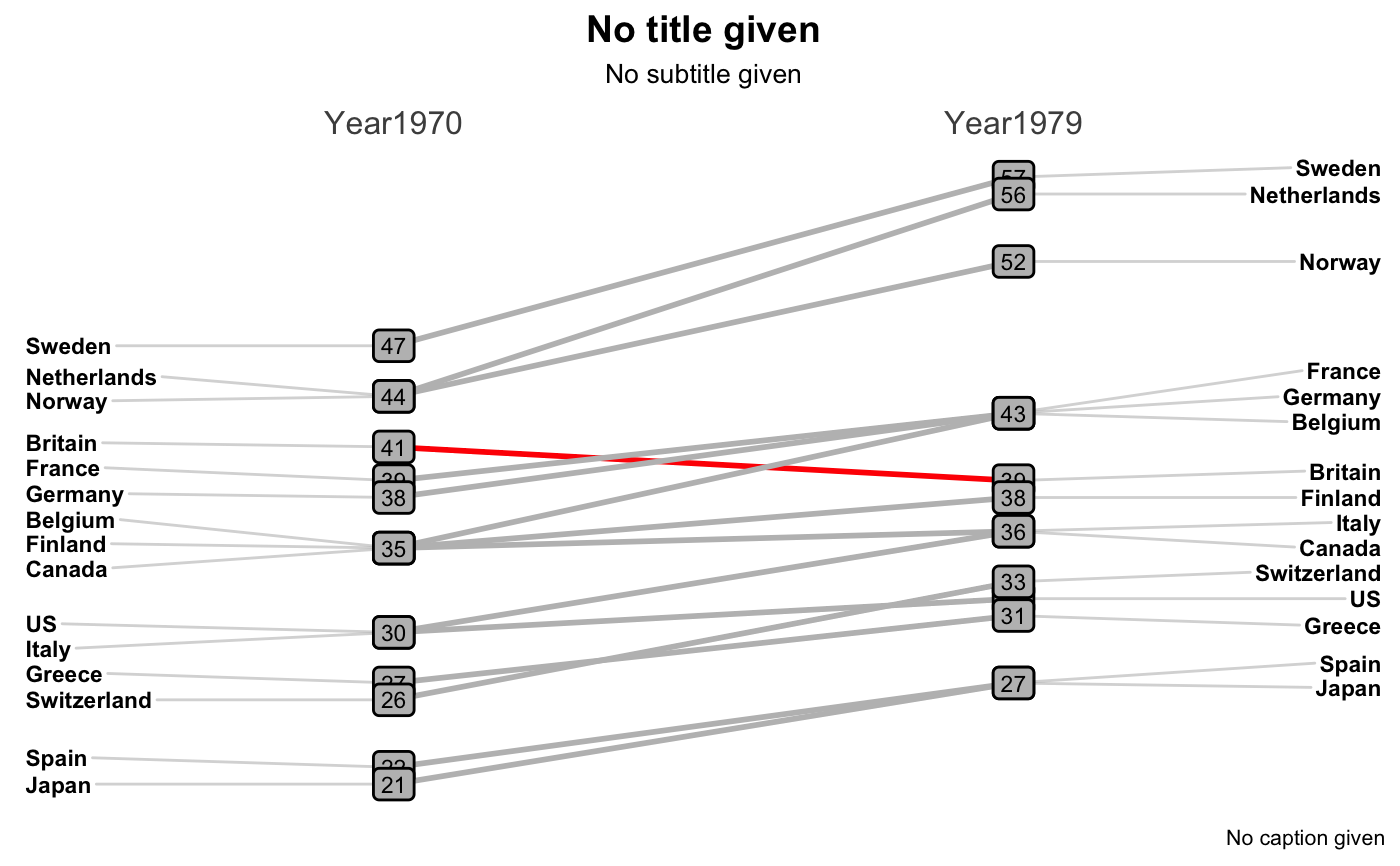 No title given
No subtitle given
Year1970 Year1979
Sweden
Netherlands
Norway
Britain
France
Germany
Belgium
Finland
Canada
US
Italy
Greece
Switzerland
Spain
Japan
47
44
41
38
35
30
26
21
57
56
52
43
38
36
33
31
27
Sweden
Netherlands
Norway
France
Germany
Belgium
Britain
Finland
Italy
Canada
Switzerland
US
Greece
Spain
Japan
No caption given